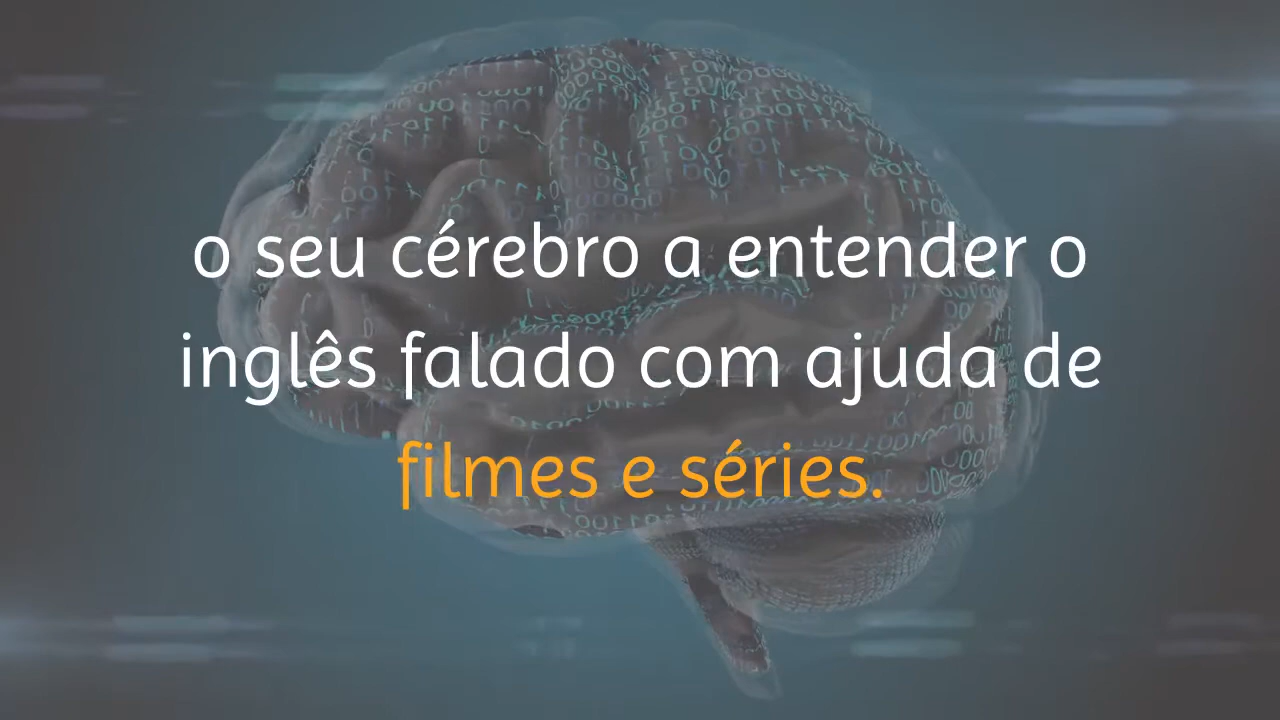 o seu cérebro a entender o
inglês falado com ajuda de
filmes e séries.